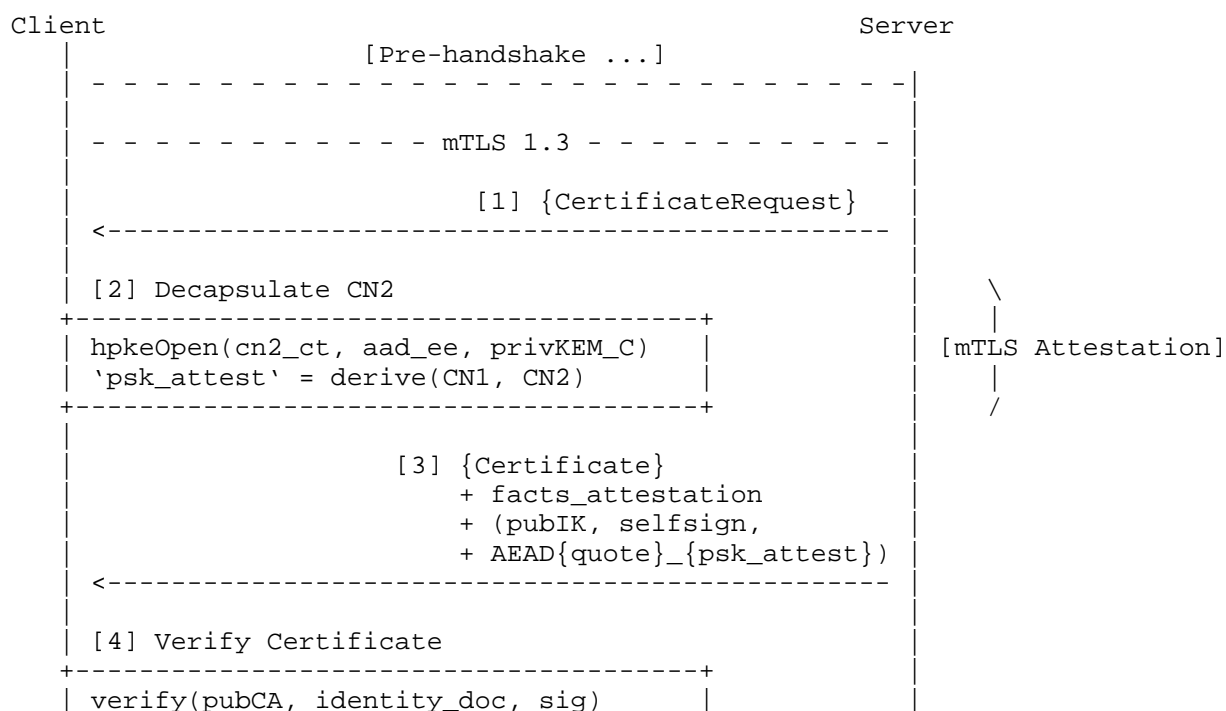 Client                                               Server
[Pre-handshake ...]
- - - - - - - - - - - - - - - - - - - - - - - - - -|
- - - - - - - - - - - mTLS 1.3 - - - - - - - - - -
[1] {CertificateRequest}
<-------------------------------------------------
| [2] Decapsulate CN2                                  |    \
+---------------------------------------+            |    |
| hpkeOpen(cn2_ct, aad_ee, privKEM_C)   |            | [mTLS Attestation]
| ‘psk_attest‘ = derive(CN1, CN2)       |            |    |
+---------------------------------------+            |    /
[3] {Certificate}
+ facts_attestation
+ (pubIK, selfsign,
+ AEAD{quote}_{psk_attest})
<-------------------------------------------------
| [4] Verify Certificate
+---------------------------------------+
| verify(pubCA, identity_doc, sig)      |